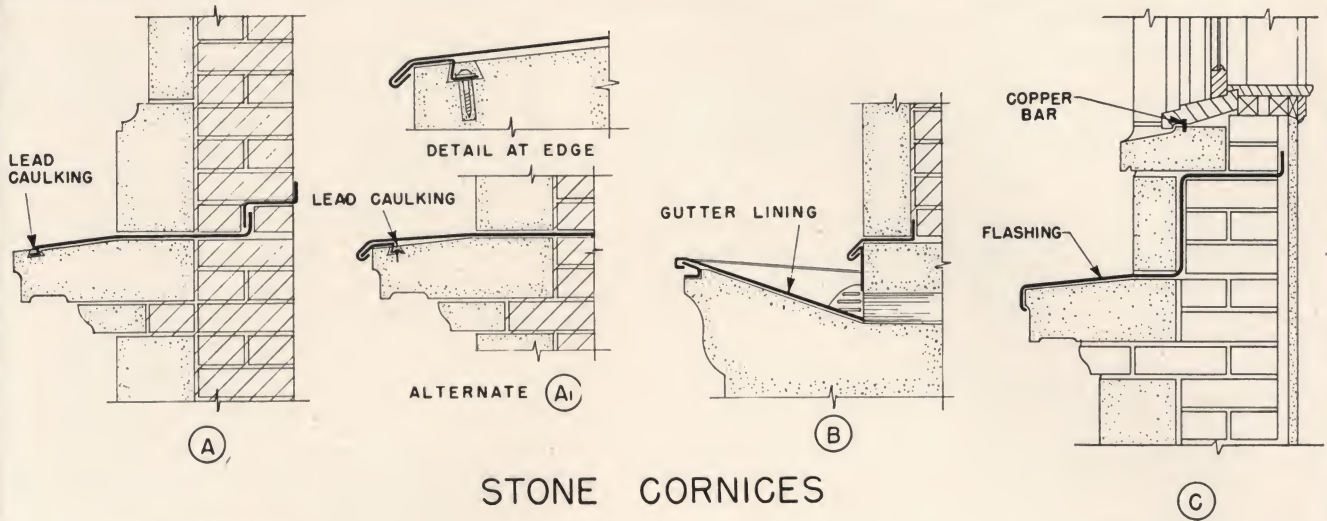 LEAD
CAULKING
A
DETAIL AT EDGE
LEAD CAULKING
ALTERNATE A1
GUTTER LINING
B
COPPER
BAR
FLASHING
C
STONE CORNICES